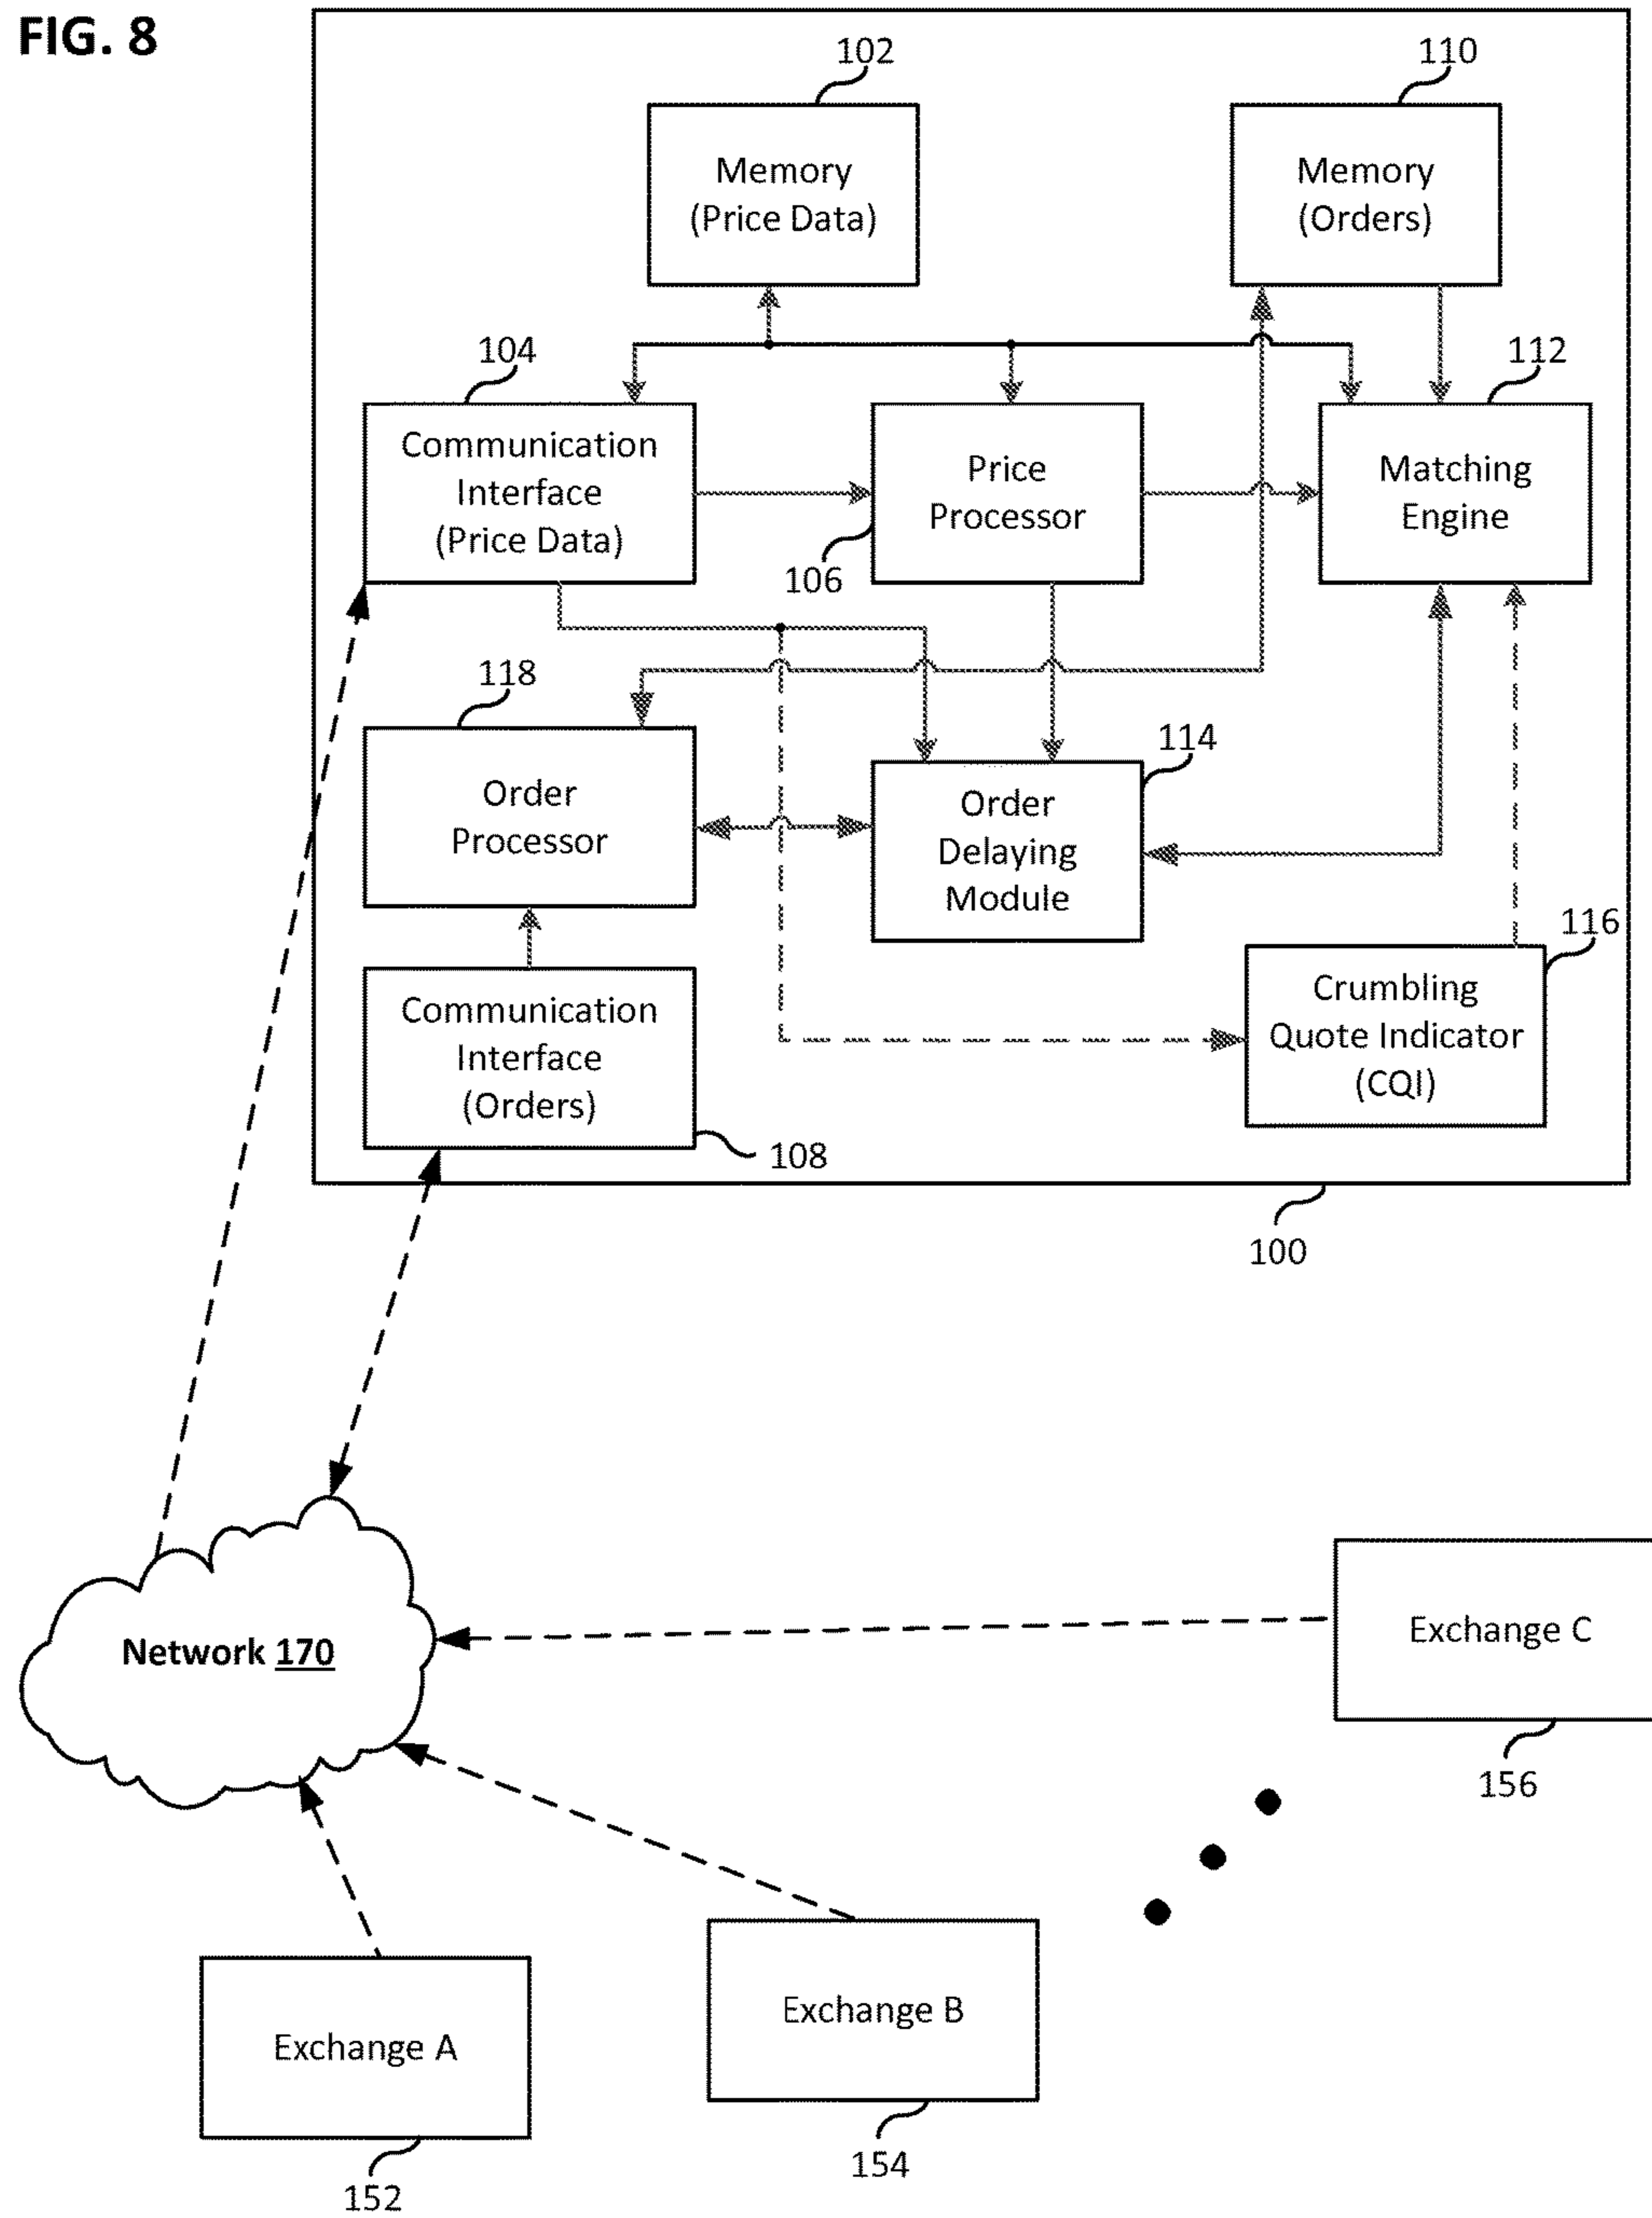 FIG. 8
102
110
Memory
(Price Data)
Memory
(Orders)
104
112
Communication
Interface
(Price Data)
Price
Processor
Matching
Engine
106
118
114
Order
Processor
Order
Delaying
Module
116
Communication
Interface
(Orders)
Crumbling
Quote Indicator
(CQI)
108
100
Network 170
Exchange C
156
Exchange B
Exchange A
154
152